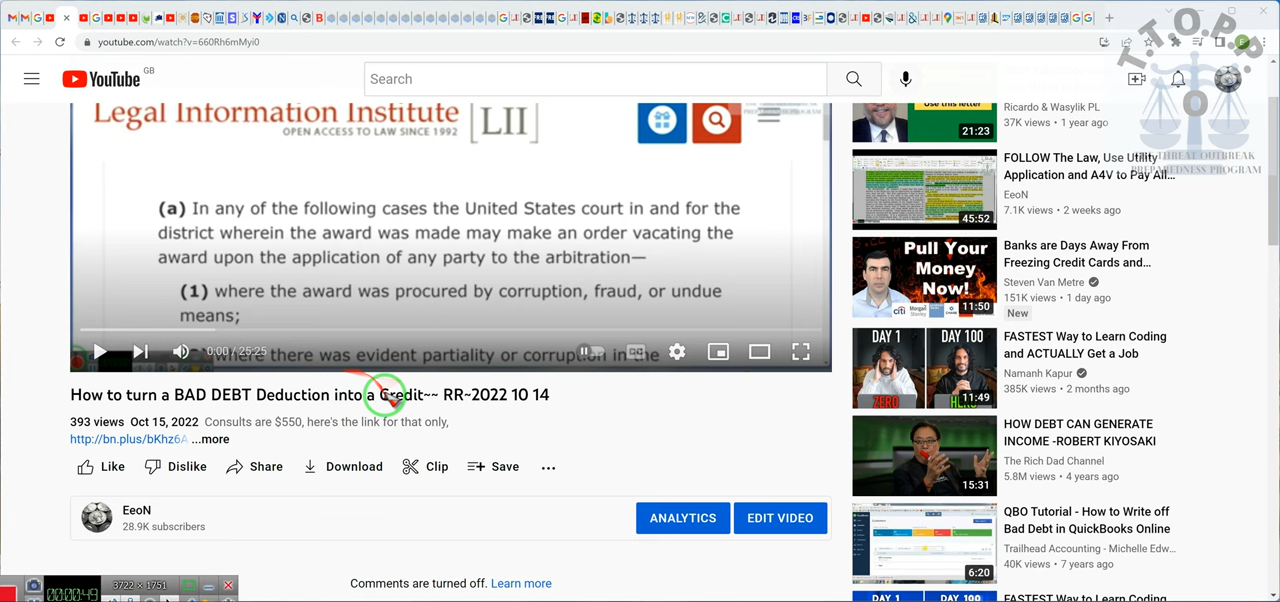 youtube.com/watch?v=660Rh6mMyi0
YouTube GB
Search
T.T.O.P.P.
O
THREAT OUTBREAK
PREPAREDNESS PROGRAM
Legal Information Institute LII
OPEN ACCESS TO LAW SINCE 1992
(a) In any of the following cases the United States court in and for the
district wherein the award was made may make an order vacating the
award upon the application of any party to the arbitration—
(1) where the award was procured by corruption, fraud, or undue
means;
where there was evident partiality or corruption in the
0:00 / 25:25
How to turn a BAD DEBT Deduction into a Credit~~ RR~2022 10 14
393 views Oct 15, 2022 Consults are $550, here's the link for that only,
http://bn.plus/bKhz6A ...more
Like
Dislike
Share
Download
Clip
Save
EeoN
28.9K subscribers
ANALYTICS
EDIT VIDEO
Comments are turned off. Learn more
3722 × 1751
00:00:49
Use this letter
21:23
Ricardo & Wasylik PL
37K views • 1 year ago
45:52
FOLLOW The Law, Use Utility
Application and A4V to Pay All...
EeoN
7.1K views • 2 weeks ago
Pull Your
Money
Now!
citi
11:50
Banks are Days Away From
Freezing Credit Cards and...
Steven Van Metre
151K views • 1 day ago
New
DAY 1 DAY 100
ZERO
11:49
FASTEST Way to Learn Coding
and ACTUALLY Get a Job
Namanh Kapur
385K views • 2 months ago
15:31
HOW DEBT CAN GENERATE
INCOME -ROBERT KIYOSAKI
The Rich Dad Channel
5.8M views • 4 years ago
6:20
QBO Tutorial - How to Write off
Bad Debt in QuickBooks Online
Trailhead Accounting - Michelle Edw...
40K views • 7 years ago
DAY 1 DAY 100
FASTEST Way to Learn Coding